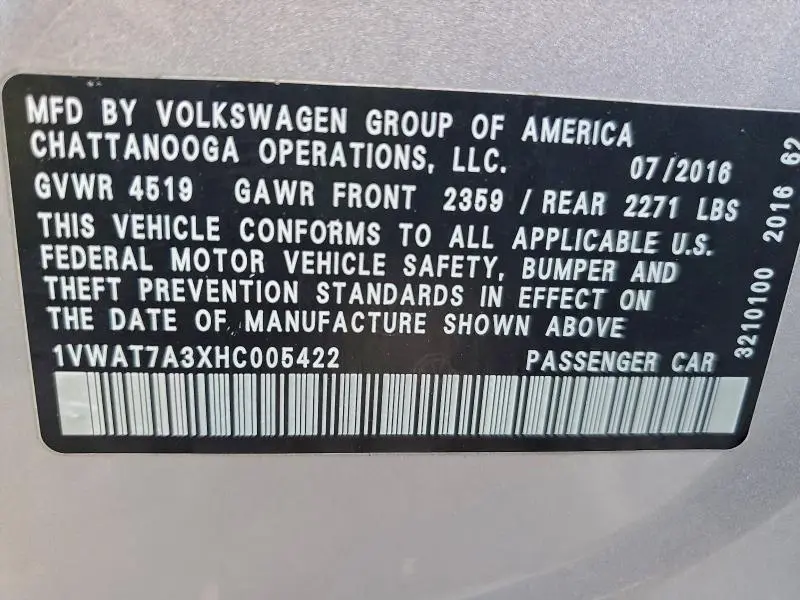 MFD BY VOLKSWAGEN GROUP OF AMERICA
CHATTANOOGA OPERATIONS, LLC. 07/2016
GVWR 4519 GAWR FRONT 2359 / REAR 2271 LBS
THIS VEHICLE CONFORMS TO ALL APPLICABLE U.S.
FEDERAL MOTOR VEHICLE SAFETY, BUMPER AND
THEFT PREVENTION STANDARDS IN EFFECT ON
THE DATE OF MANUFACTURE SHOWN ABOVE
1VWAT7A3XHC005422 PASSENGER CAR
3210100 2016 62